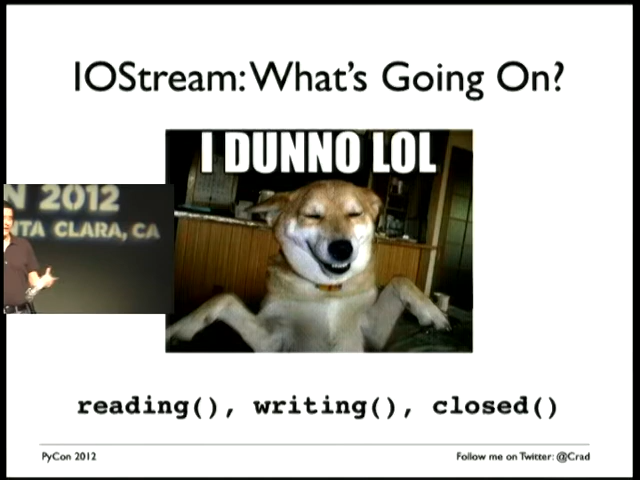 IOStream: What's Going On?
I DUNNO LOL
N 2012
NTA CLARA, CA
reading(), writing(), closed()
PyCon 2012
Follow me on Twitter: @Crad